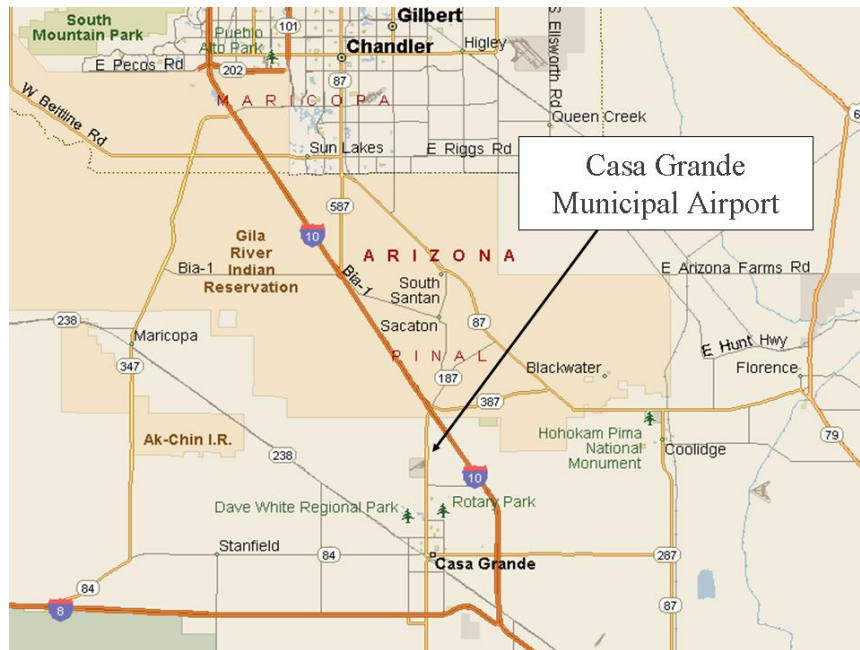 South
Mountain Park
Pueblo
Alto Park
101
Gilbert
Chandler
Higley
S Ellsworth Rd
E Pecos Rd
202
87
W Beltline Rd
M A R I C O P A
Queen Creek
Sun Lakes
E Riggs Rd
Casa Grande
Municipal Airport
587
10
Gila
River
Indian
Reservation
A R I Z O N A
Bia-1
Bia-1
South
Santan
E Arizona Farms Rd
238
Maricopa
Sacaton
87
E Hunt Hwy
P I N A L
347
187
Blackwater
Florence
387
Ak-Chin I.R.
238
Hohokam Pima
National
Monument
Coolidge
79
10
Dave White Regional Park
Rotary Park
Stanfield
84
Casa Grande
287
84
8
87